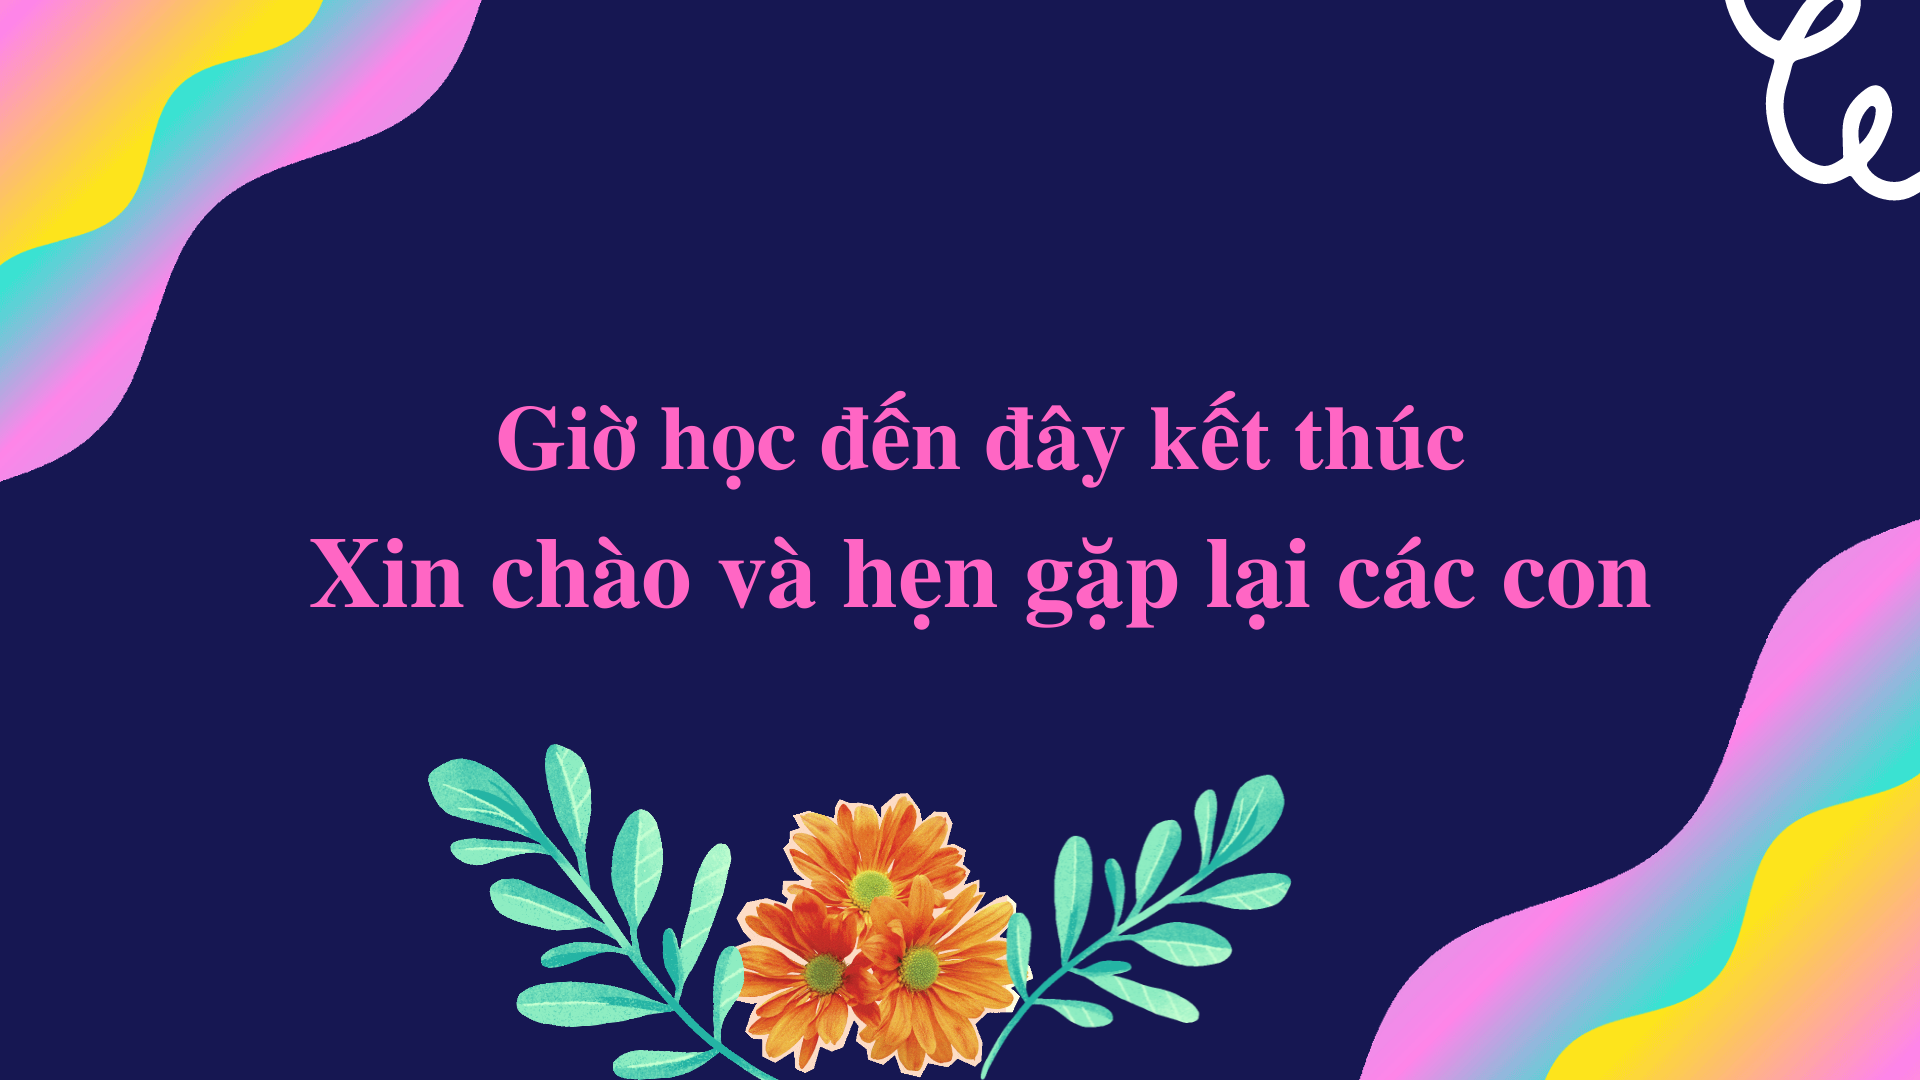 Giờ học đến đây kết thúc
Xin chào và hẹn gặp lại các con